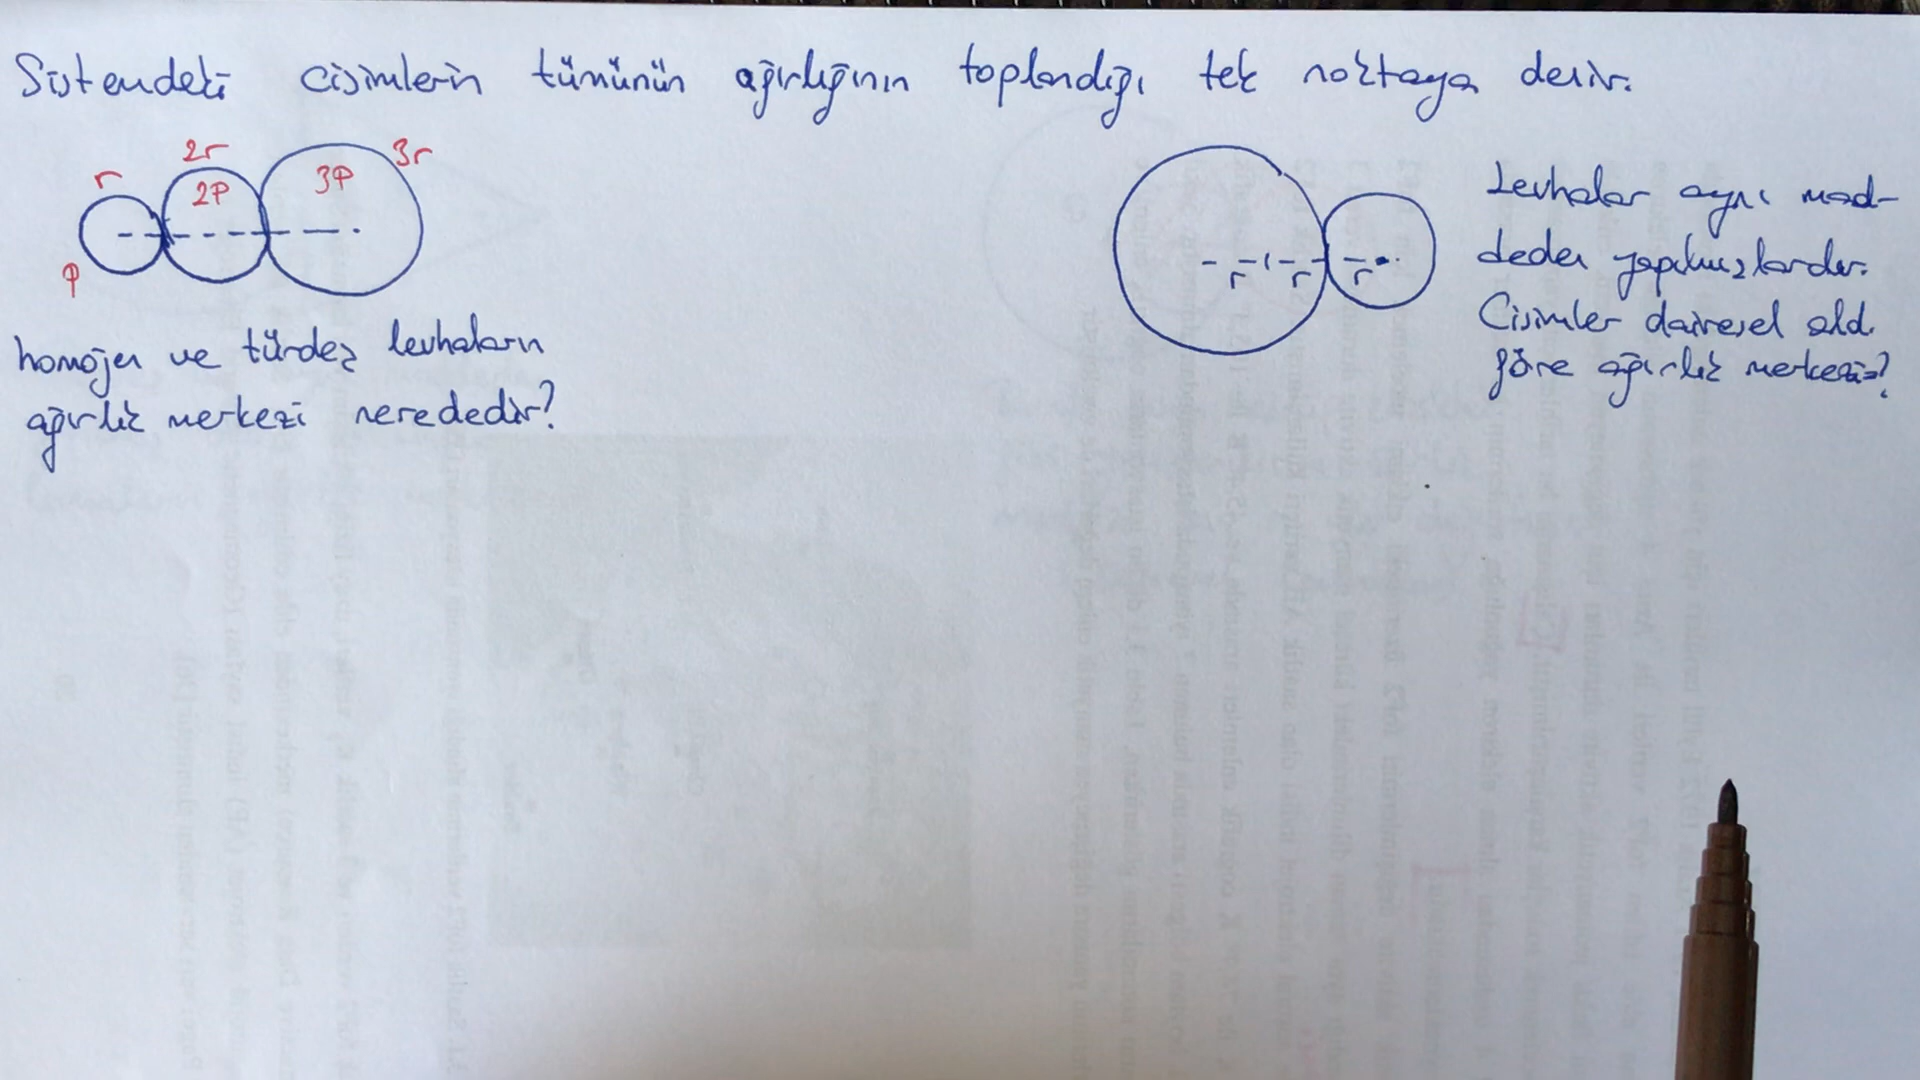 Sistemdeki cisimlerin tümünün ağırlığının toplandığı tek noktaya denir.
r 2r 3r
2P 3P
P
homojen ve türdeş levhaların
ağırlık merkezi nerededir?
r r r
Levhalar aynı mad-
deden yapılmışlardır.
Cisimler dairesel old.
göre ağırlık merkezi=?